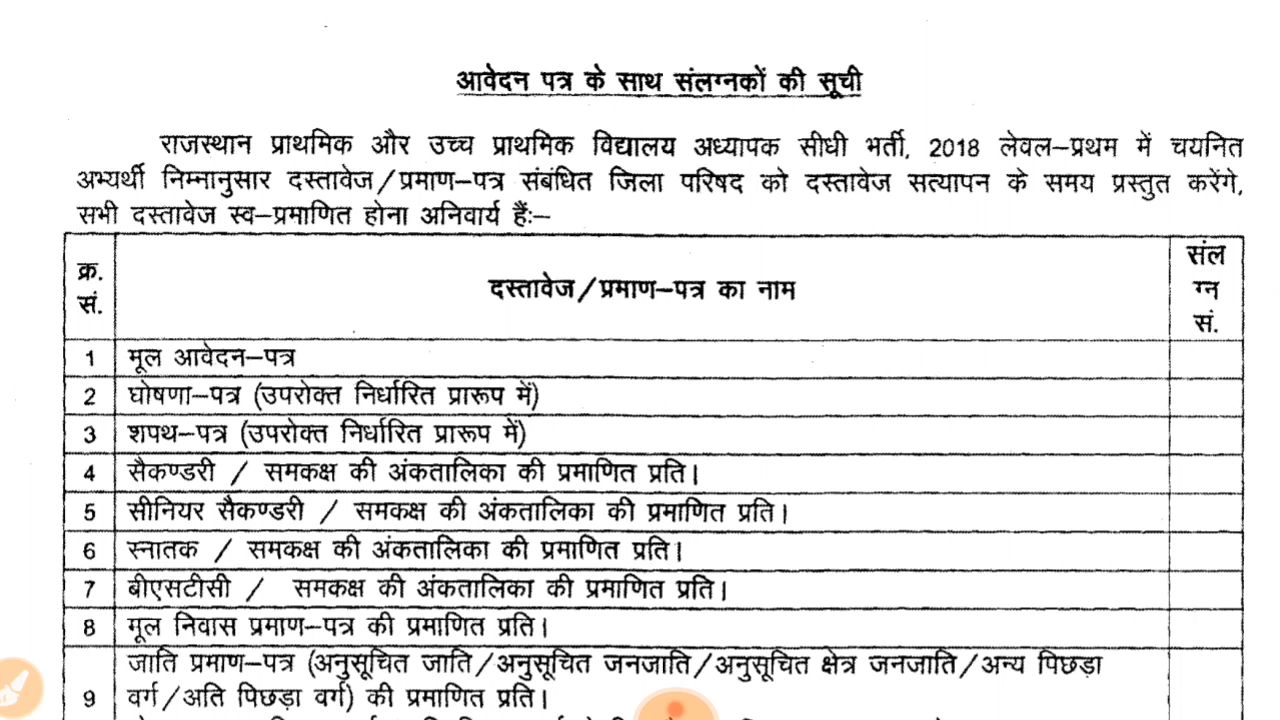 आवेदन पत्र के साथ संलग्नकों की सूची
राजस्थान प्राथमिक और उच्च प्राथमिक विद्यालय अध्यापक सीधी भर्ती, 2018 लेवल–प्रथम में चयनित
अभ्यर्थी निम्नानुसार दस्तावेज/प्रमाण–पत्र संबंधित जिला परिषद को दस्तावेज सत्यापन के समय प्रस्तुत करेंगे,
सभी दस्तावेज स्व–प्रमाणित होना अनिवार्य हैः–
क्र. सं. दस्तावेज/प्रमाण–पत्र का नाम संल ग्न सं.
1 मूल आवेदन–पत्र
2 घोषणा–पत्र (उपरोक्त निर्धारित प्रारूप में)
3 शपथ–पत्र (उपरोक्त निर्धारित प्रारूप में)
4 सैकण्डरी / समकक्ष की अंकतालिका की प्रमाणित प्रति।
5 सीनियर सैकण्डरी / समकक्ष की अंकतालिका की प्रमाणित प्रति।
6 स्नातक / समकक्ष की अंकतालिका की प्रमाणित प्रति।
7 बीएसटीसी / समकक्ष की अंकतालिका की प्रमाणित प्रति।
8 मूल निवास प्रमाण–पत्र की प्रमाणित प्रति।
जाति प्रमाण–पत्र (अनुसूचित जाति/अनुसूचित जनजाति/अनुसूचित क्षेत्र जनजाति/अन्य पिछड़ा
9 वर्ग/अति पिछड़ा वर्ग) की प्रमाणित प्रति।